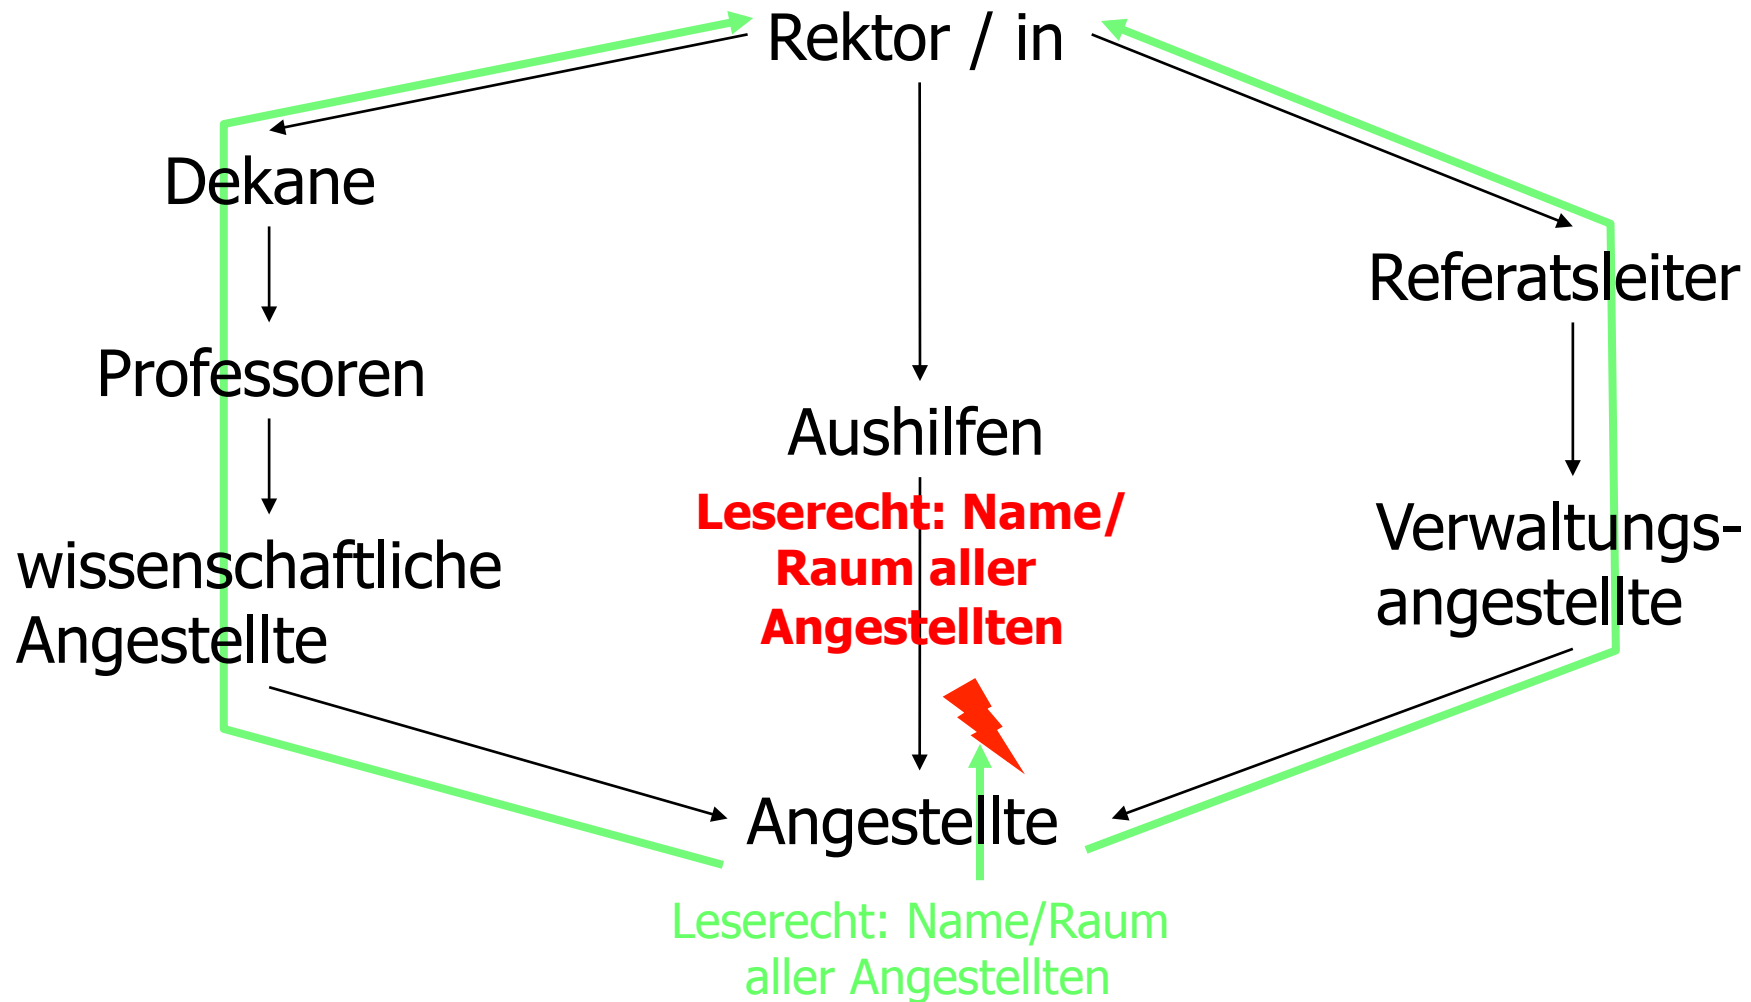 Rektor / in
Dekane
Referatsleiter
Professoren
Aushilfen
Leserecht: Name/
Raum aller
Angestellten
wissenschaftliche
Angestellte
Verwaltungs-
angestellte
Angestellte
Leserecht: Name/Raum
aller Angestellten